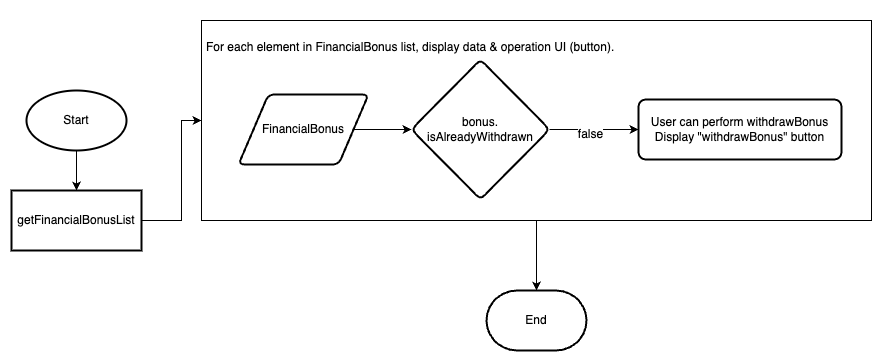 For each element in FinancialBonus list, display data & operation UI (button).
Start
FinancialBonus
bonus.
isAlreadyWithdrawn
false
User can perform withdrawBonus
Display "withdrawBonus" button
getFinancialBonusList
End